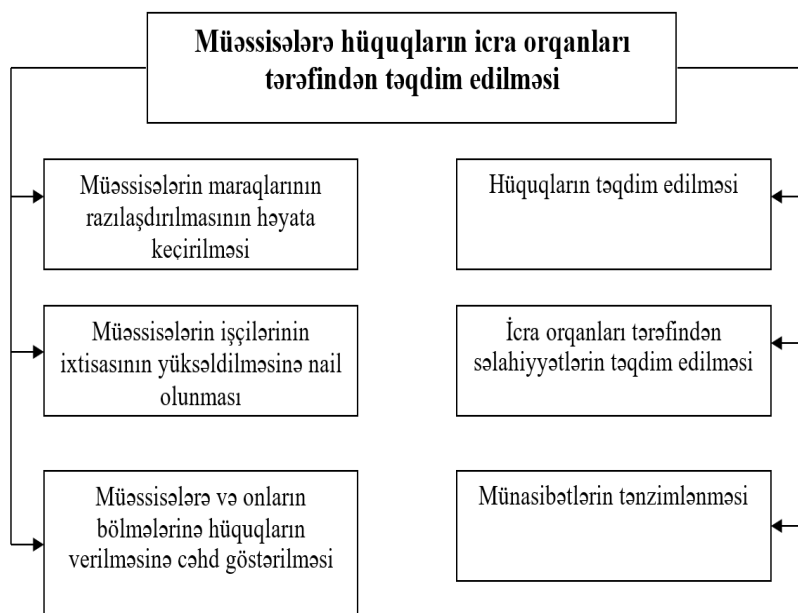 Müəssisələrə hüquqların icra orqanları
tərəfindən təqdim edilməsi
Müəssisələrin maraqlarının
razılaşdırılmasının həyata
keçirilməsi
Hüquqların təqdim edilməsi
Müəssisələrin işçilərinin
ixtisasının yüksəldilməsinə nail
olunması
İcra orqanları tərəfindən
səlahiyyətlərin təqdim edilməsi
Müəssisələrə və onların
bölmələrinə hüquqların
verilməsinə cəhd göstərilməsi
Münasibətlərin tənzimlənməsi